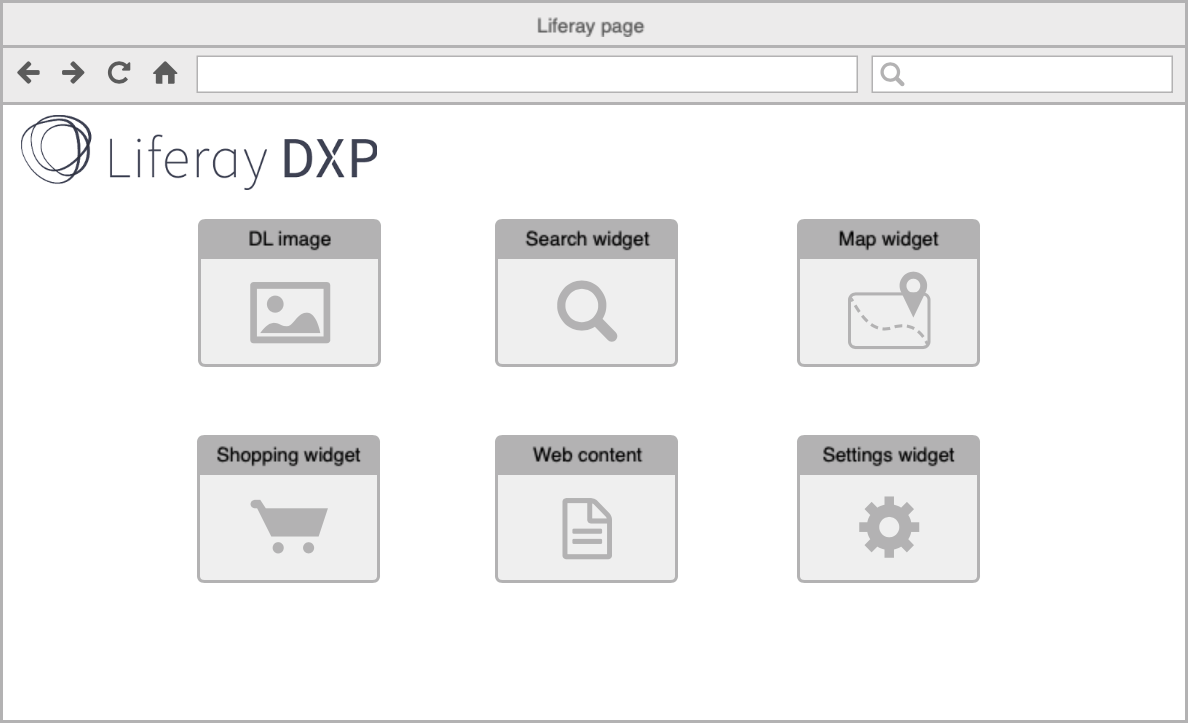 Liferay page
Liferay DXP
DL image
Search widget
Map widget
Shopping widget
Web content
Settings widget